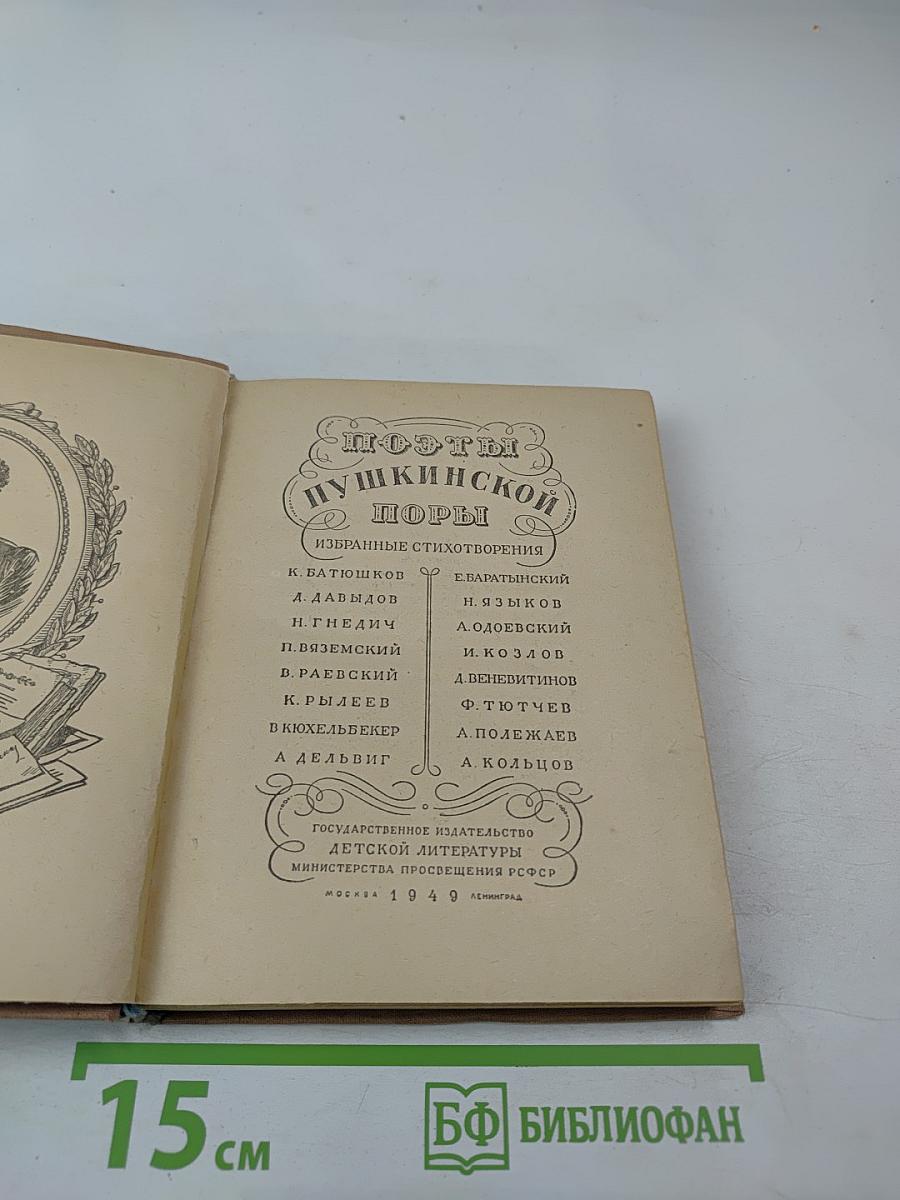 ПОЭТЫ
ПУШКИНСКОЙ
ПОРЫ
ИЗБРАННЫЕ СТИХОТВОРЕНИЯ
К. БАТЮШКОВ
Д. ДАВЫДОВ
Н. ГНЕДИЧ
П. ВЯЗЕМСКИЙ
В. РАЕВСКИЙ
К. РЫЛЕЕВ
В КЮХЕЛЬБЕКЕР
А ДЕЛЬВИГ
Е. БАРАТЫНСКИЙ
Н. ЯЗЫКОВ
А. ОДОЕВСКИЙ
И. КОЗЛОВ
Д. ВЕНЕВИТИНОВ
Ф. ТЮТЧЕВ
А. ПОЛЕЖАЕВ
А. КОЛЬЦОВ
ГОСУДАРСТВЕННОЕ ИЗДАТЕЛЬСТВО
ДЕТСКОЙ ЛИТЕРАТУРЫ
МИНИСТЕРСТВА ПРОСВЕЩЕНИЯ РСФСР
МОСКВА 1949 ЛЕНИНГРАД
15 см
БФ БИБЛИОФАН